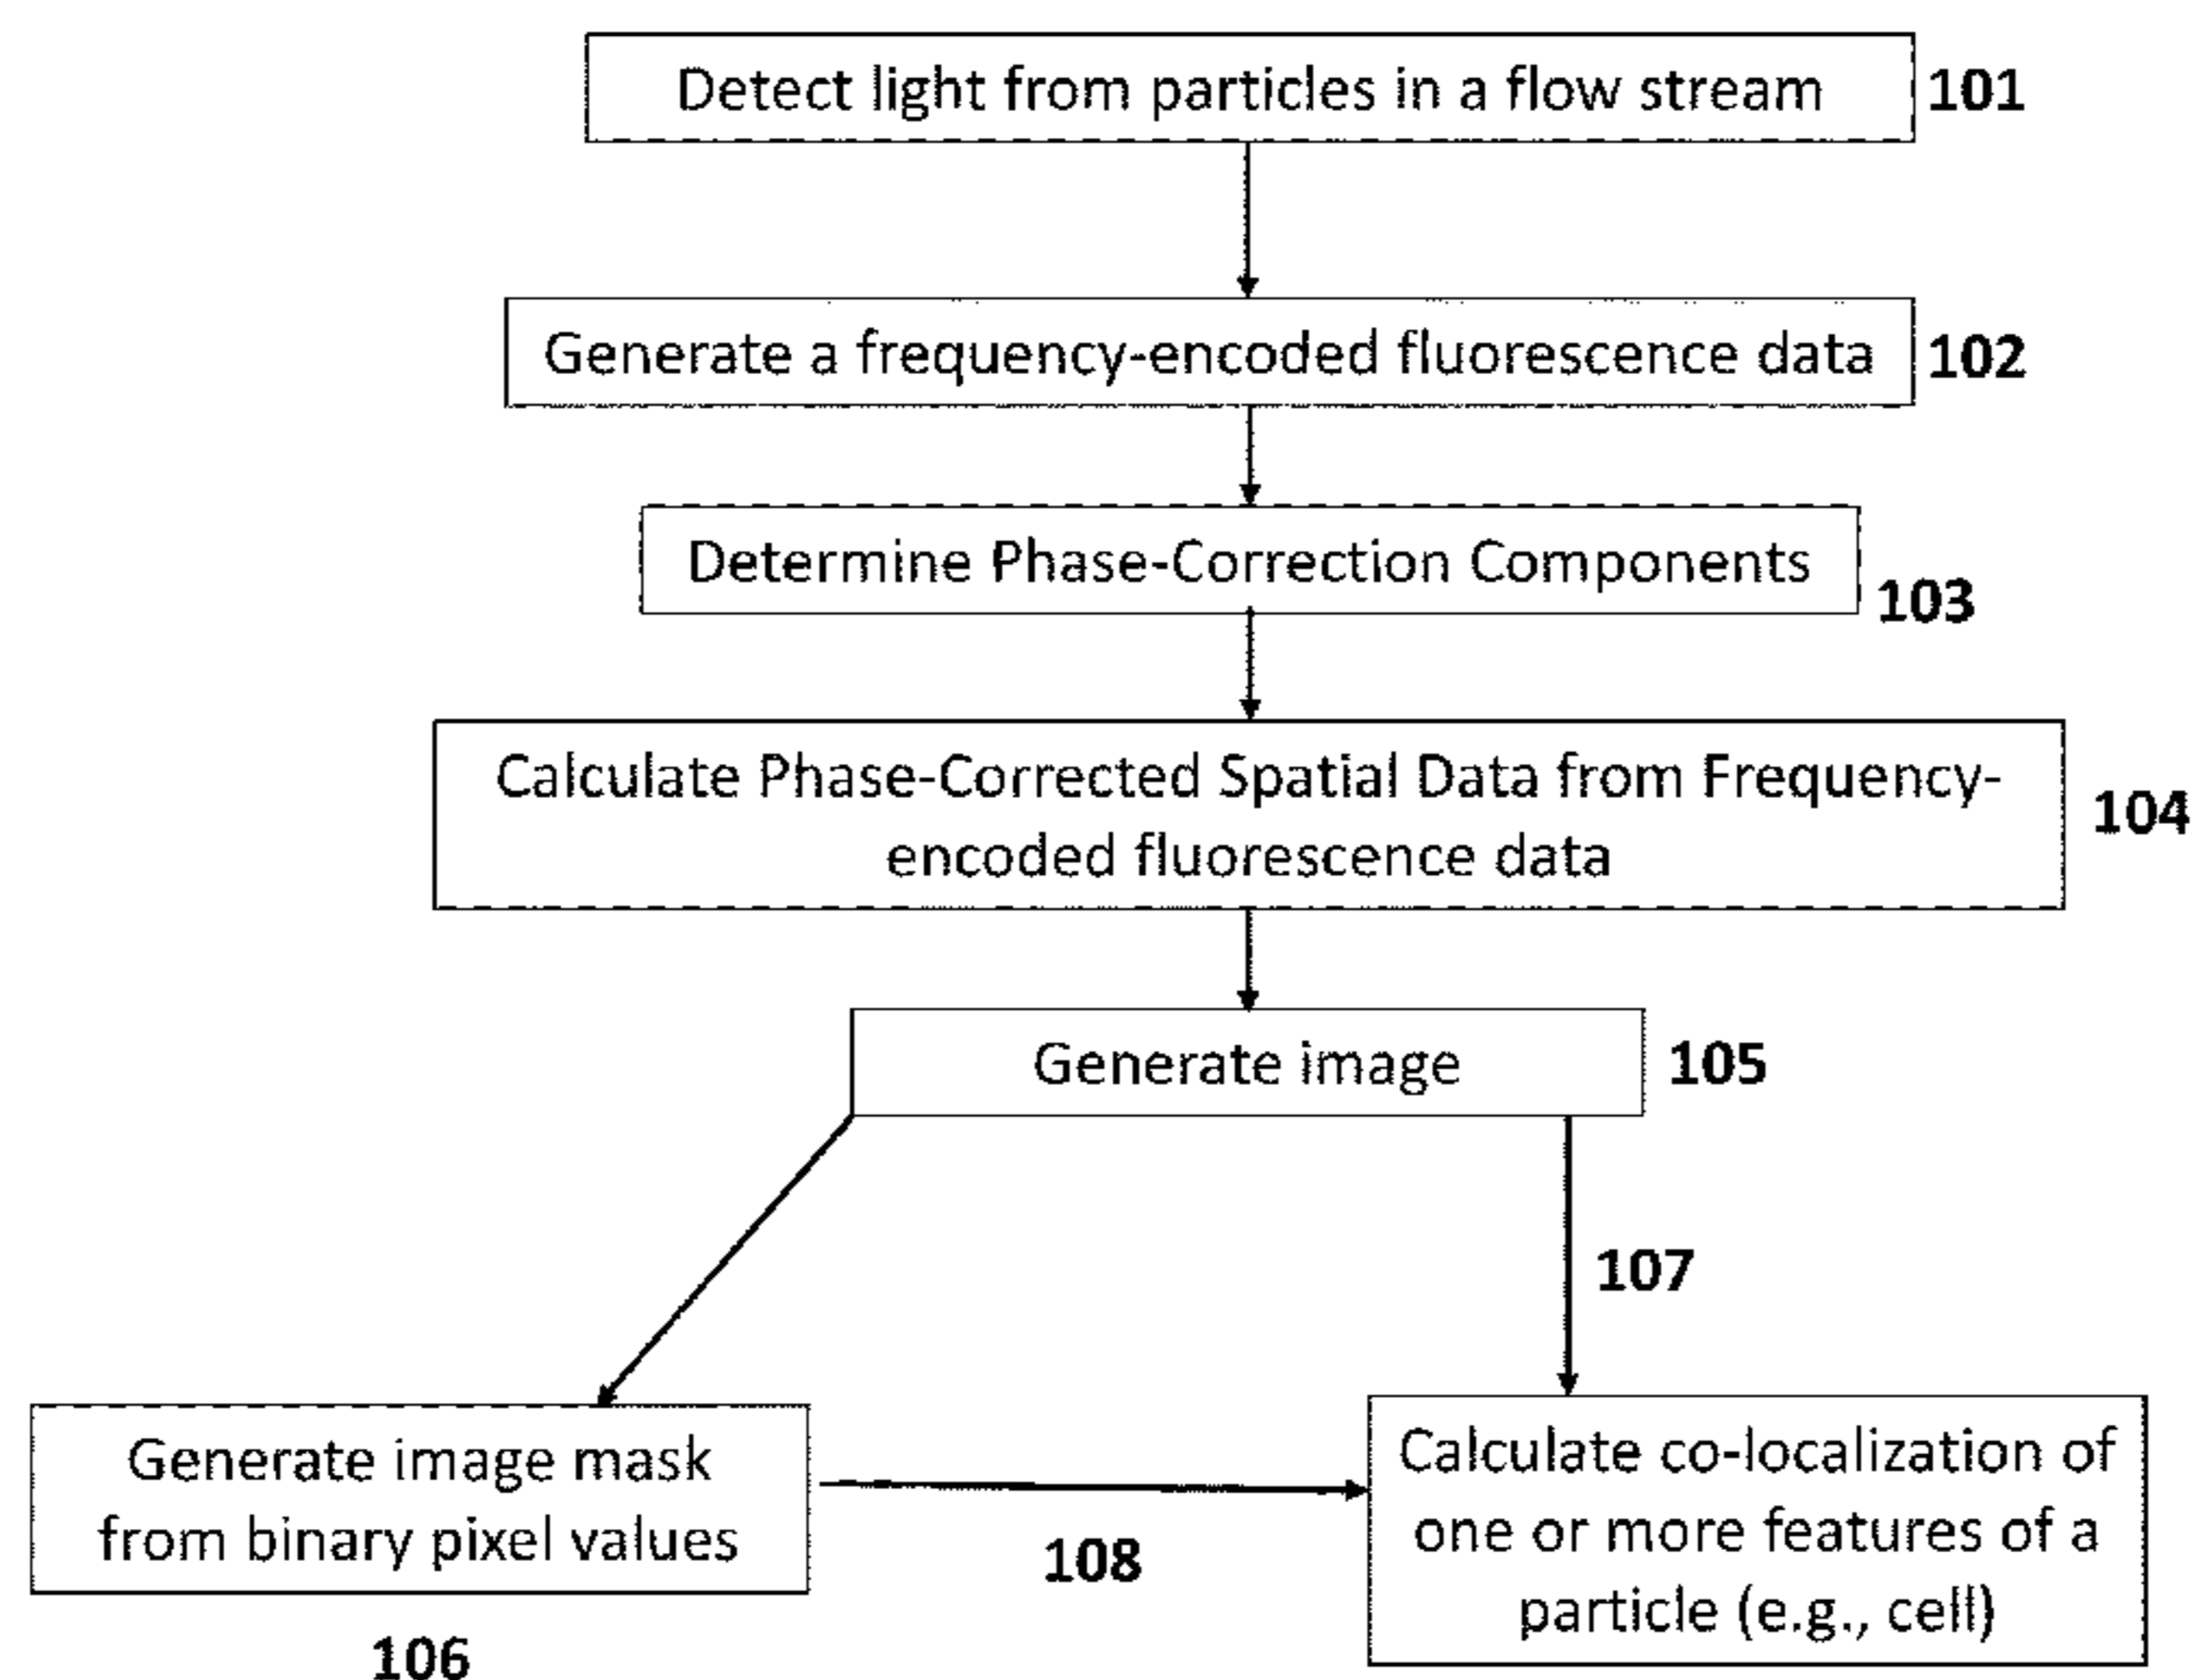 Detect light from particles in a flow stream 101
Generate a frequency-encoded fluorescence data 102
Determine Phase-Correction Components
103
Calculate Phase-Corrected Spatial Data from Frequency-
104
encoded fluorescence data
Generate image 105
107
Generate image mask
from binary pixel values
106
108
Calculate co-localization of
one or more features of a
particle (e.g., cell)